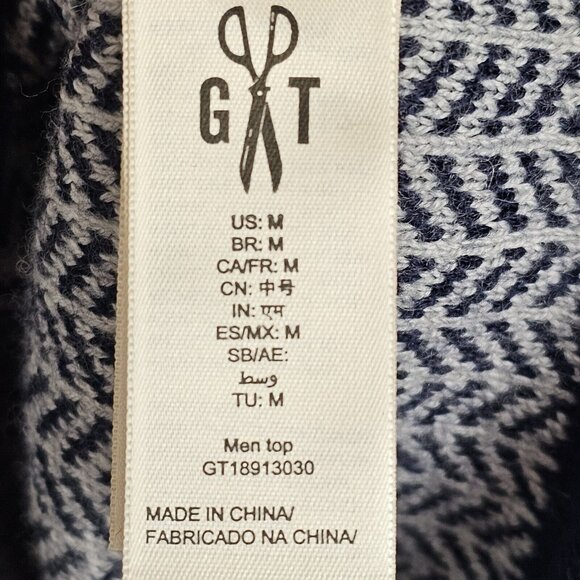 G T
US: M
BR: M
CA/FR: M
CN: 中号
IN: एम
ES/MX: M
SB/AE:
وسط
TU: M
Men top
GT18913030
MADE IN CHINA/
FABRICADO NA CHINA/